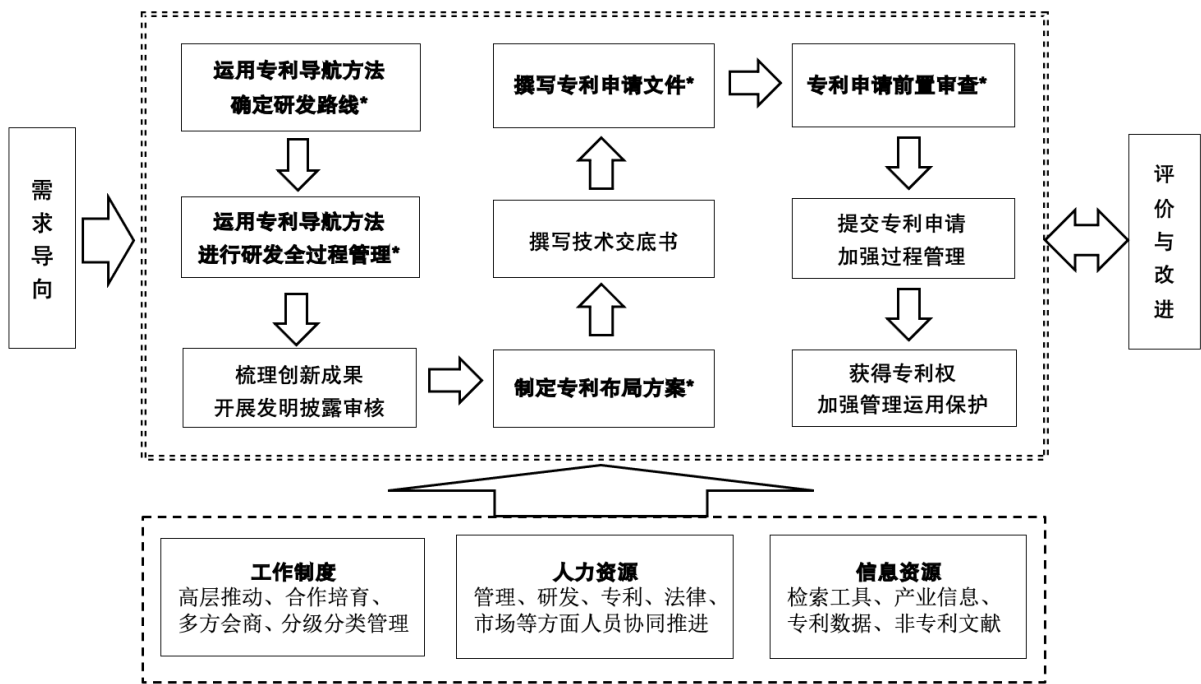 需求导向
运用专利导航方法
确定研发路线*
运用专利导航方法
进行研发全过程管理*
梳理创新成果
开展发明披露审核
制定专利布局方案*
撰写技术交底书
撰写专利申请文件*
专利申请前置审查*
提交专利申请
加强过程管理
获得专利权
加强管理运用保护
评价与改进
工作制度
高层推动、合作培育、
多方会商、分级分类管理
人力资源
管理、研发、专利、法律、
市场等方面人员协同推进
信息资源
检索工具、产业信息、
专利数据、非专利文献